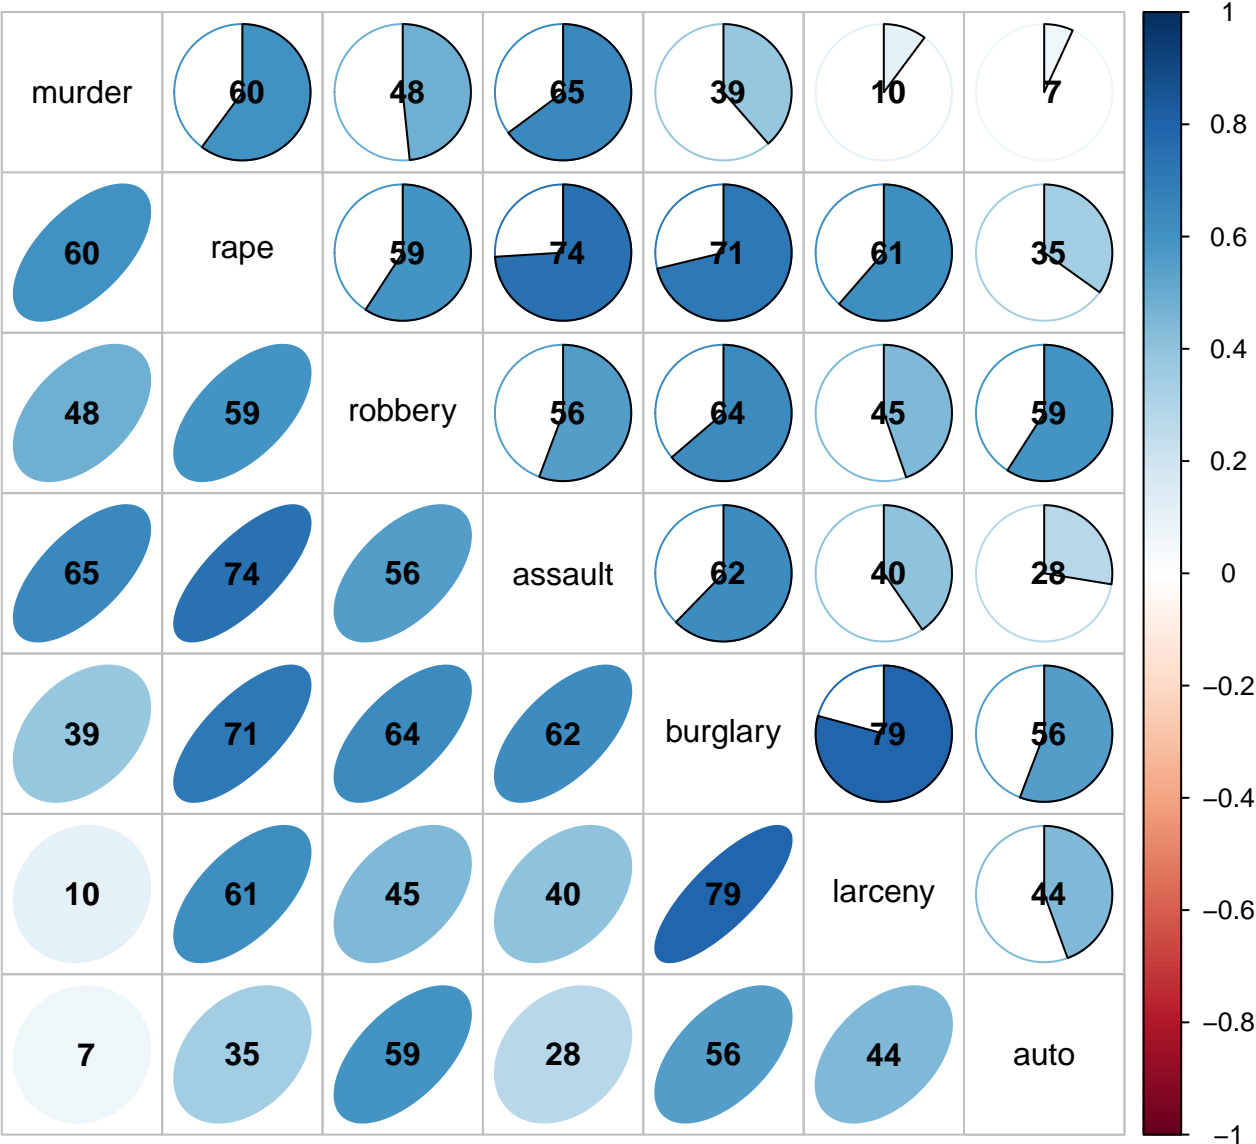 murder 60 48 65 39 10 7
60 rape 59 74 71 61 35
48 59 robbery 56 64 45 59
65 74 56 assault 62 40 28
39 71 64 62 burglary 79 56
10 61 45 40 79 larceny 44
7 35 59 28 56 44 auto
1
0.8
0.6
0.4
0.2
0
−0.2
−0.4
−0.6
−0.8
−1